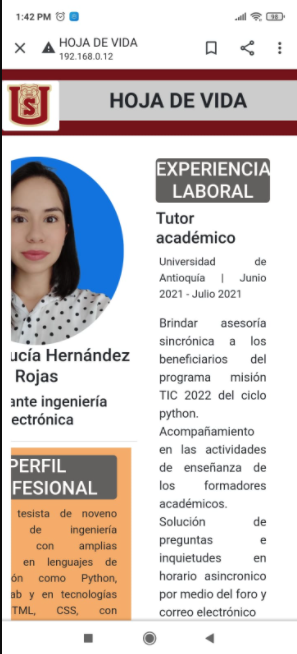 1:42 PM
98
HOJA DE VIDA
192.168.0.12
U S
HOJA DE VIDA
ucía Hernández
Rojas
ante ingeniería
ectrónica
PERFIL
FESIONAL
tesista de noveno
de ingeniería
con amplias
en lenguajes de
ón como Python,
ab y en tecnologías
TML, CSS, con
EXPERIENCIA
LABORAL
Tutor
académico
Universidad de
Antioquía | Junio
2021 - Julio 2021
Brindar asesoría
sincrónica a los
beneficiarios del
programa misión
TIC 2022 del ciclo
python.
Acompañamiento
en las actividades
de enseñanza de
los formadores
académicos.
Solución de
preguntas e
inquietudes en
horario asincronico
por medio del foro y
correo electrónico